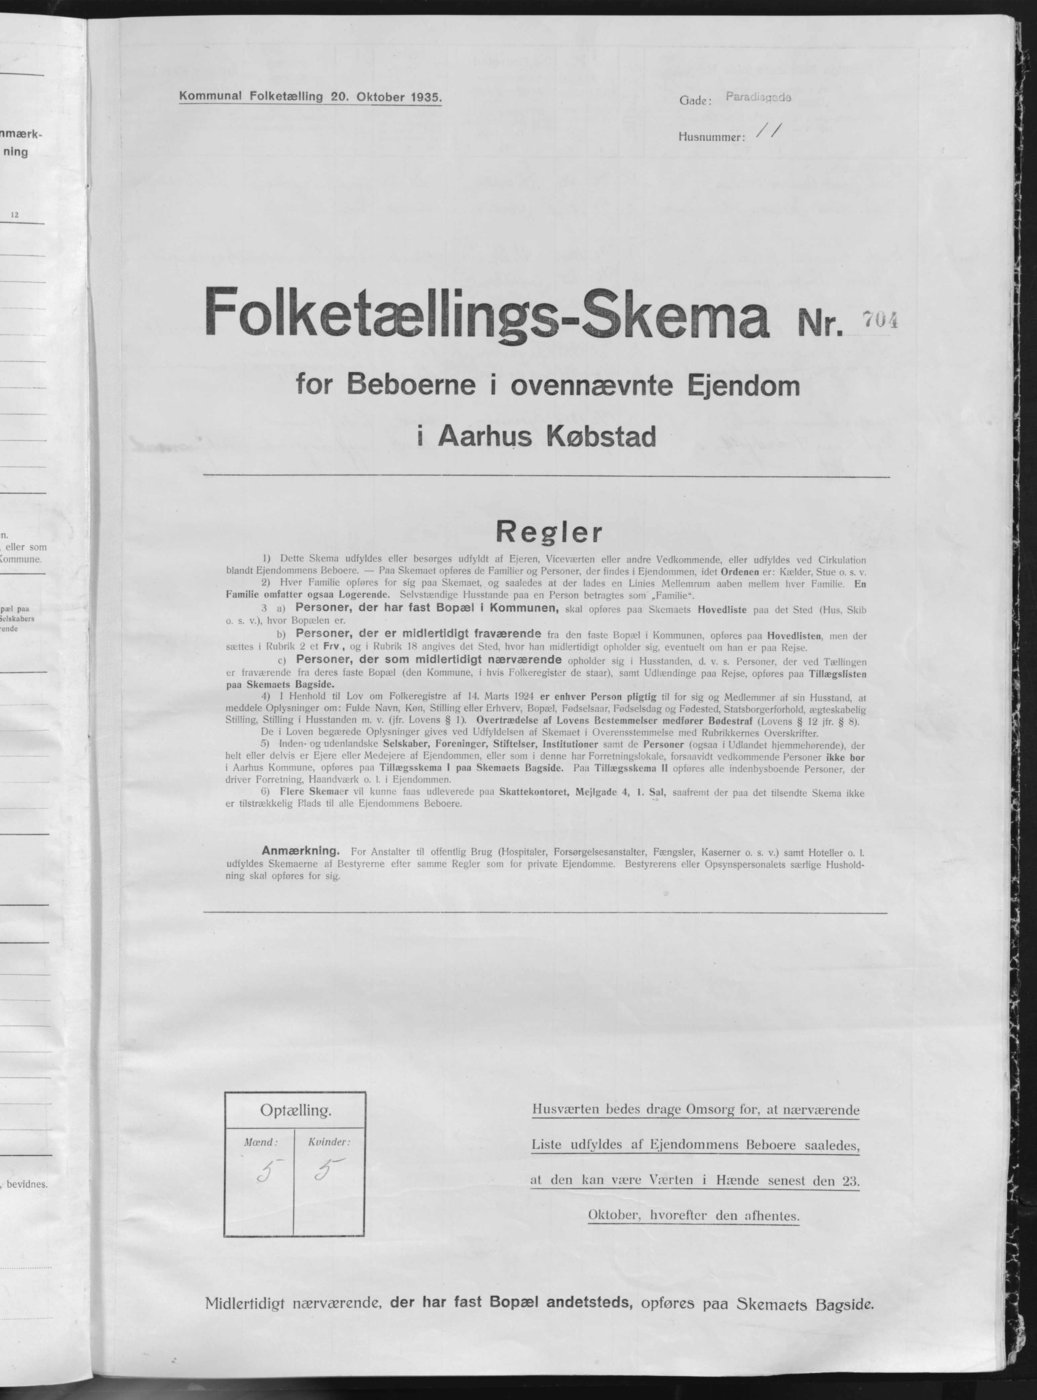 nmærk-
ning
12
n.
, eller som
Kommune.
pæl paa
Selskabers
rende
, bevidnes.
Kommunal Folketælling 20. Oktober 1935.
Gade: Paradisgade
Husnummer: 11
Folketællings-Skema Nr. 704
for Beboerne i ovennævnte Ejendom
i Aarhus Købstad
Regler
1) Dette Skema udfyldes eller besørges udfyldt af Ejeren, Viceværten eller andre Vedkommende, eller udfyldes ved Cirkulation
blandt Ejendommens Beboere. — Paa Skemaet opføres de Familier og Personer, der findes i Ejendommen, idet Ordenen er: Kælder, Stue o. s. v.
2) Hver Familie opføres for sig paa Skemaet, og saaledes at der lades en Linies Mellemrum aaben mellem hver Familie. En
Familie omfatter ogsaa Logerende. Selvstændige Husstande paa en Person betragtes som „Familie“.
3 a) Personer, der har fast Bopæl i Kommunen, skal opføres paa Skemaets Hovedliste paa det Sted (Hus, Skib
o. s. v.), hvor Bopælen er.
b) Personer, der er midlertidigt fraværende fra den faste Bopæl i Kommunen, opføres paa Hovedlisten, men der
sættes i Rubrik 2 et Frv., og i Rubrik 18 angives det Sted, hvor han midlertidigt opholder sig, eventuelt om han er paa Rejse.
c) Personer, der som midlertidigt nærværende opholder sig i Husstanden, d. v. s. Personer, der ved Tællingen
er fraværende fra deres faste Bopæl (den Kommune, i hvis Folkeregister de staar), samt Udlændinge paa Rejse, opføres paa Tillægslisten
paa Skemaets Bagside.
4) I Henhold til Lov om Folkeregistre af 14. Marts 1924 er enhver Person pligtig til for sig og Medlemmer af sin Husstand, at
meddele Oplysninger om: Fulde Navn, Køn, Stilling eller Erhverv, Bopæl, Fødselsaar, Fødselsdag og Fødested, Statsborgerforhold, ægteskabelig
Stilling, Stilling i Husstanden m. v. (jfr. Lovens § 1). Overtrædelse af Lovens Bestemmelser medfører Bødestraf (Lovens § 12 jfr. § 8).
De i Loven begærede Oplysninger gives ved Udfyldelsen af Skemaet i Overensstemmelse med Rubrikkernes Overskrifter.
5) Inden- og udenlandske Selskaber, Foreninger, Stiftelser, Institutioner samt de Personer (ogsaa i Udlandet hjemmehørende), der
helt eller delvis er Ejere eller Medejere af Ejendommen, eller som i denne har Forretningslokale, forsaavidt vedkommende Personer ikke bor
i Aarhus Kommune, opføres paa Tillægsskema I paa Skemaets Bagside. Paa Tillægsskema II opføres alle indenbysboende Personer, der
driver Forretning, Haandværk o. l. i Ejendommen.
6) Flere Skemaer vil kunne faas udleverede paa Skattekontoret, Mejlgade 4, 1. Sal, saafremt der paa det tilsendte Skema ikke
er tilstrækkelig Plads til alle Ejendommens Beboere.
Anmærkning. For Anstalter til offentlig Brug (Hospitaler, Forsørgelsesanstalter, Fængsler, Kaserner o. s. v.) samt Hoteller o. l.
udfyldes Skemaerne af Bestyrerne efter samme Regler som for private Ejendomme. Bestyrerens eller Opsynspersonalets særlige Hushold-
ning skal opføres for sig.
Optælling.
Mænd: Kvinder:
5 5
Husværten bedes drage Omsorg for, at nærværende
Liste udfyldes af Ejendommens Beboere saaledes,
at den kan være Værten i Hænde senest den 23.
Oktober, hvorefter den afhentes.
Midlertidigt nærværende, der har fast Bopæl andetsteds, opføres paa Skemaets Bagside.